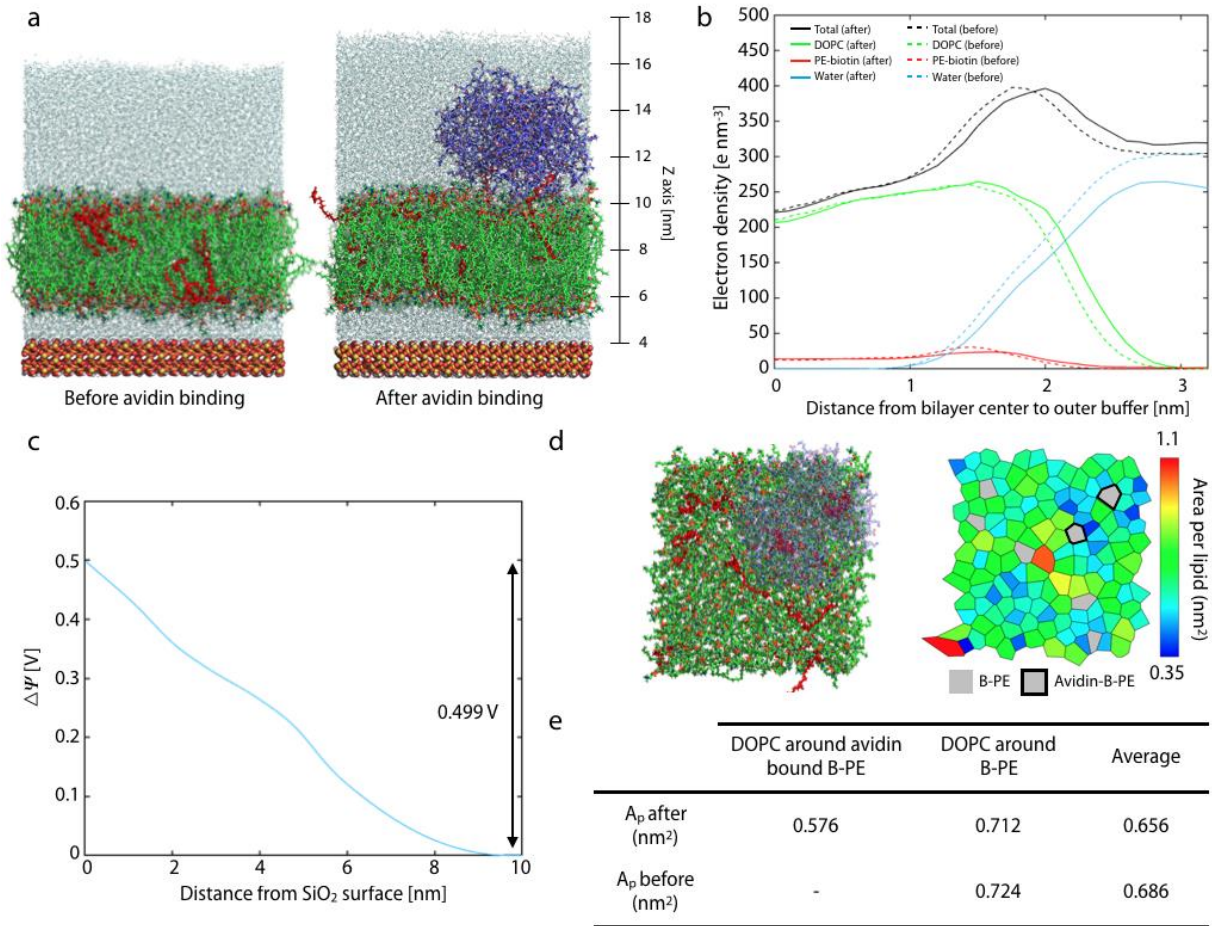 a
18
16
14
12
10
8
6
4
Z axis [nm]
Before avidin binding
After avidin binding
b
500
450
400
350
300
250
200
150
100
50
0
Electron density [e nm⁻³]
Total (after)
Total (before)
DOPC (after)
DOPC (before)
PE-biotin (after)
PE-biotin (before)
Water (after)
Water (before)
0
1
2
3
Distance from bilayer center to outer buffer [nm]
c
0.6
0.5
0.4
0.3
0.2
0.1
0
ΔΨ [V]
0.499 V
0
2
4
6
8
10
Distance from SiO₂ surface [nm]
d
1.1
Area per lipid (nm²)
0.35
B-PE
Avidin-B-PE
e
DOPC around avidin bound B-PE
DOPC around B-PE
Average
Aₚ after (nm²)
0.576
0.712
0.656
Aₚ before (nm²)
-
0.724
0.686